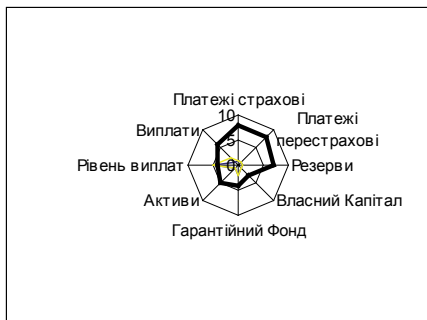 Платежі страхові
10
Платежі
перестрахові
Виплати
5
Рівень виплат
0
Резерви
Активи
Власний Капітал
Гарантійний Фонд